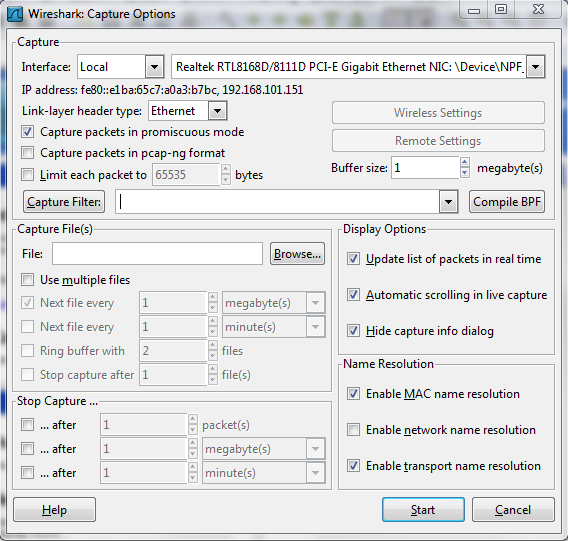 Wireshark: Capture Options
Capture
Interface: Local Realtek RTL8168D/8111D PCI-E Gigabit Ethernet NIC: \Device\NPF_
IP address: fe80::e1ba:65c7:a0a3:b7bc, 192.168.101.151
Link-layer header type: Ethernet
Wireless Settings
Capture packets in promiscuous mode
Remote Settings
Capture packets in pcap-ng format
Limit each packet to 65535 bytes
Buffer size: 1 megabyte(s)
Capture Filter: Compile BPF
Capture File(s)
File: Browse...
Use multiple files
Next file every 1 megabyte(s)
Next file every 1 minute(s)
Ring buffer with 2 files
Stop capture after 1 file(s)
Display Options
Update list of packets in real time
Automatic scrolling in live capture
Hide capture info dialog
Stop Capture ...
... after 1 packet(s)
... after 1 megabyte(s)
... after 1 minute(s)
Name Resolution
Enable MAC name resolution
Enable network name resolution
Enable transport name resolution
Help Start Cancel